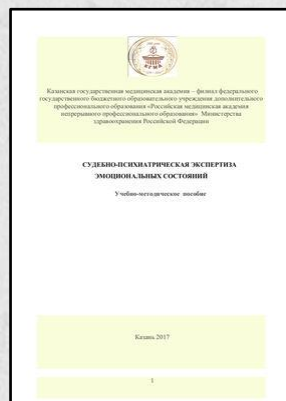 КГМА
Казанская государственная медицинская академия – филиал федерального
государственного бюджетного образовательного учреждения дополнительного
профессионального образования «Российская медицинская академия
непрерывного профессионального образования» Министерства
здравоохранения Российской Федерации
СУДЕБНО-ПСИХИАТРИЧЕСКАЯ ЭКСПЕРТИЗА
ЭМОЦИОНАЛЬНЫХ СОСТОЯНИЙ
Учебно-методическое пособие
Казань 2017
1